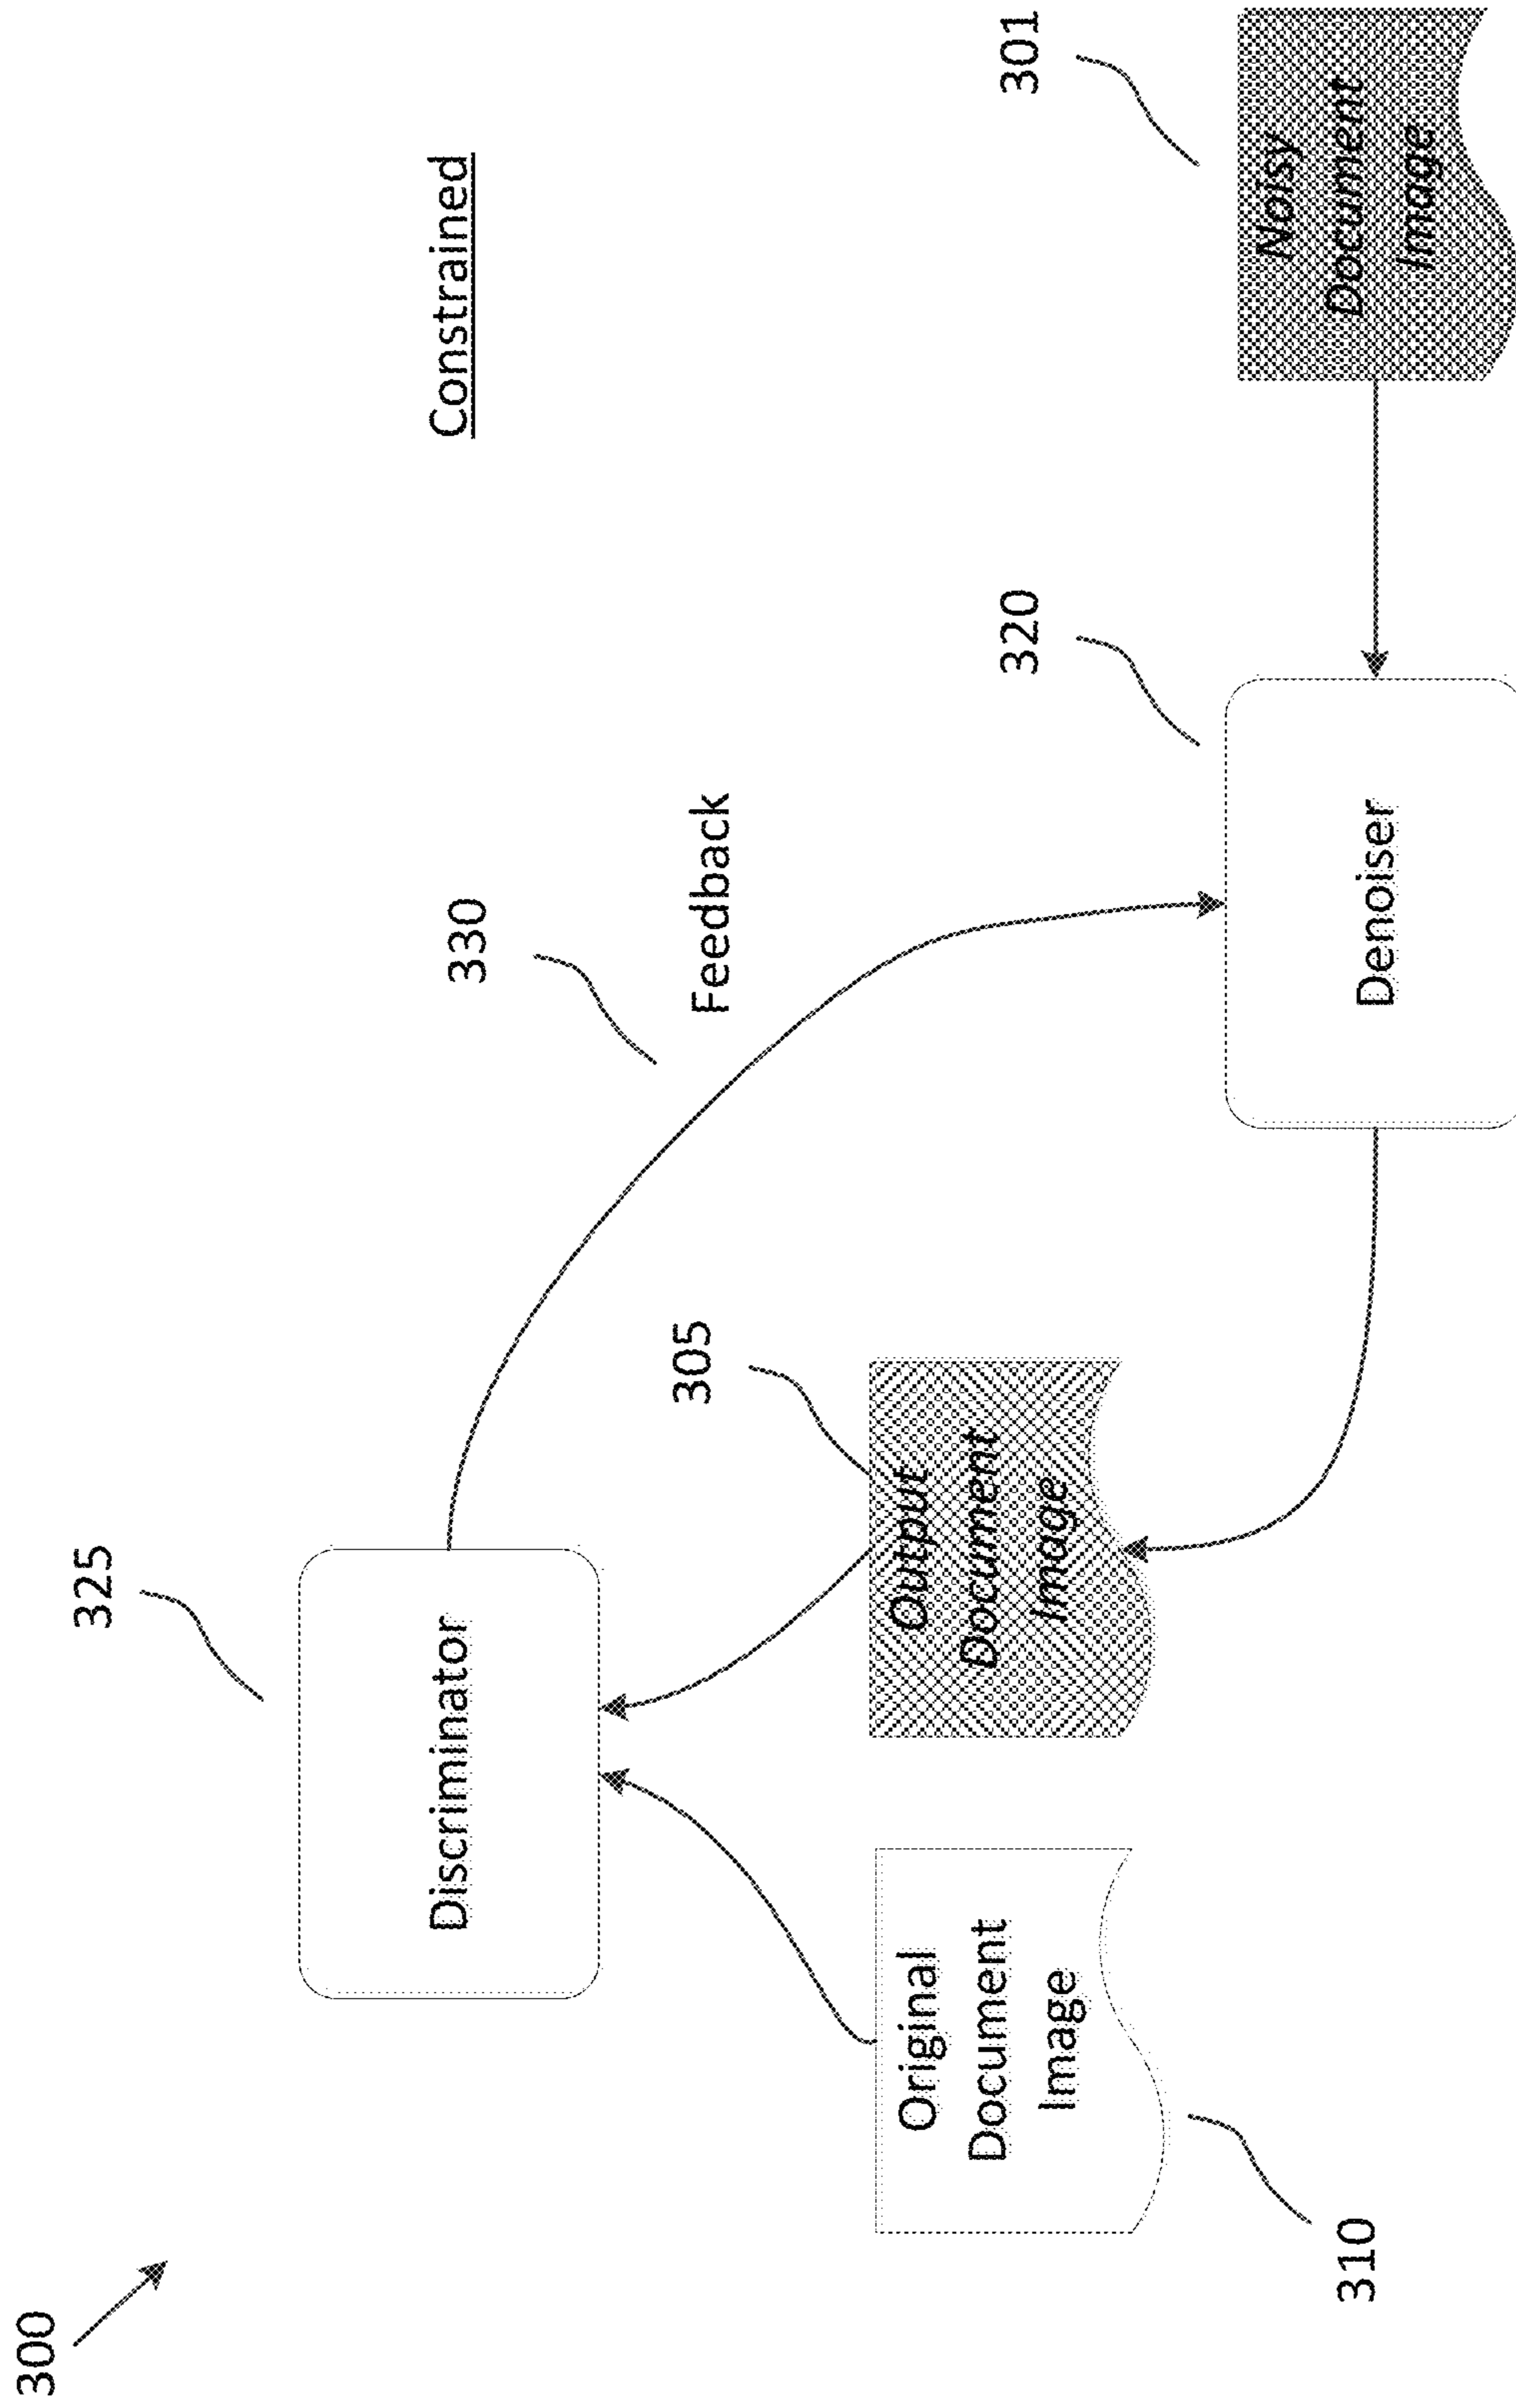 300
325
Discriminator
Constrained
330
Feedback
310
Original
Document
Image
305
Output
Document
Image
320
Denoiser
301
Noisy
Document
Image